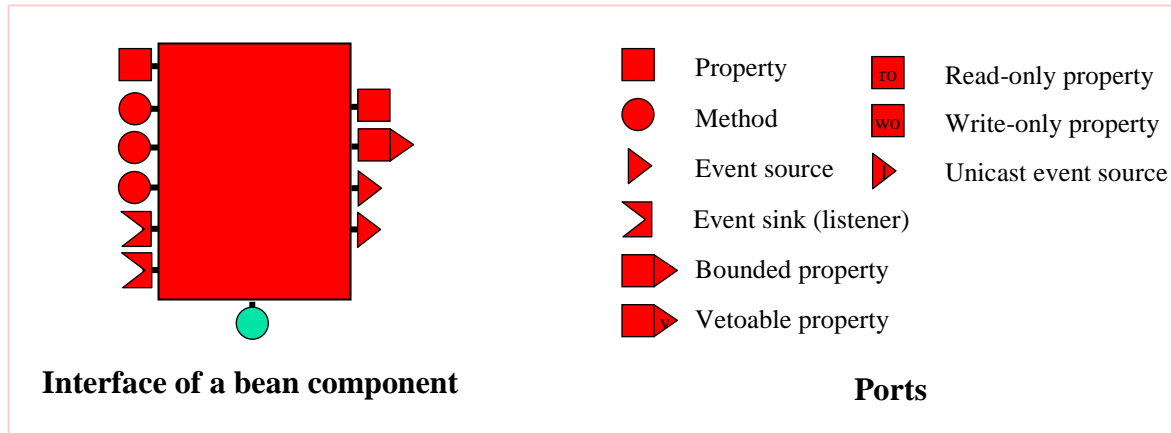 Property
Method
Event source
Event sink (listener)
Bounded property
v
Vetoable property
ro
Read-only property
wo
Write-only property
1
Unicast event source
Interface of a bean component
Ports